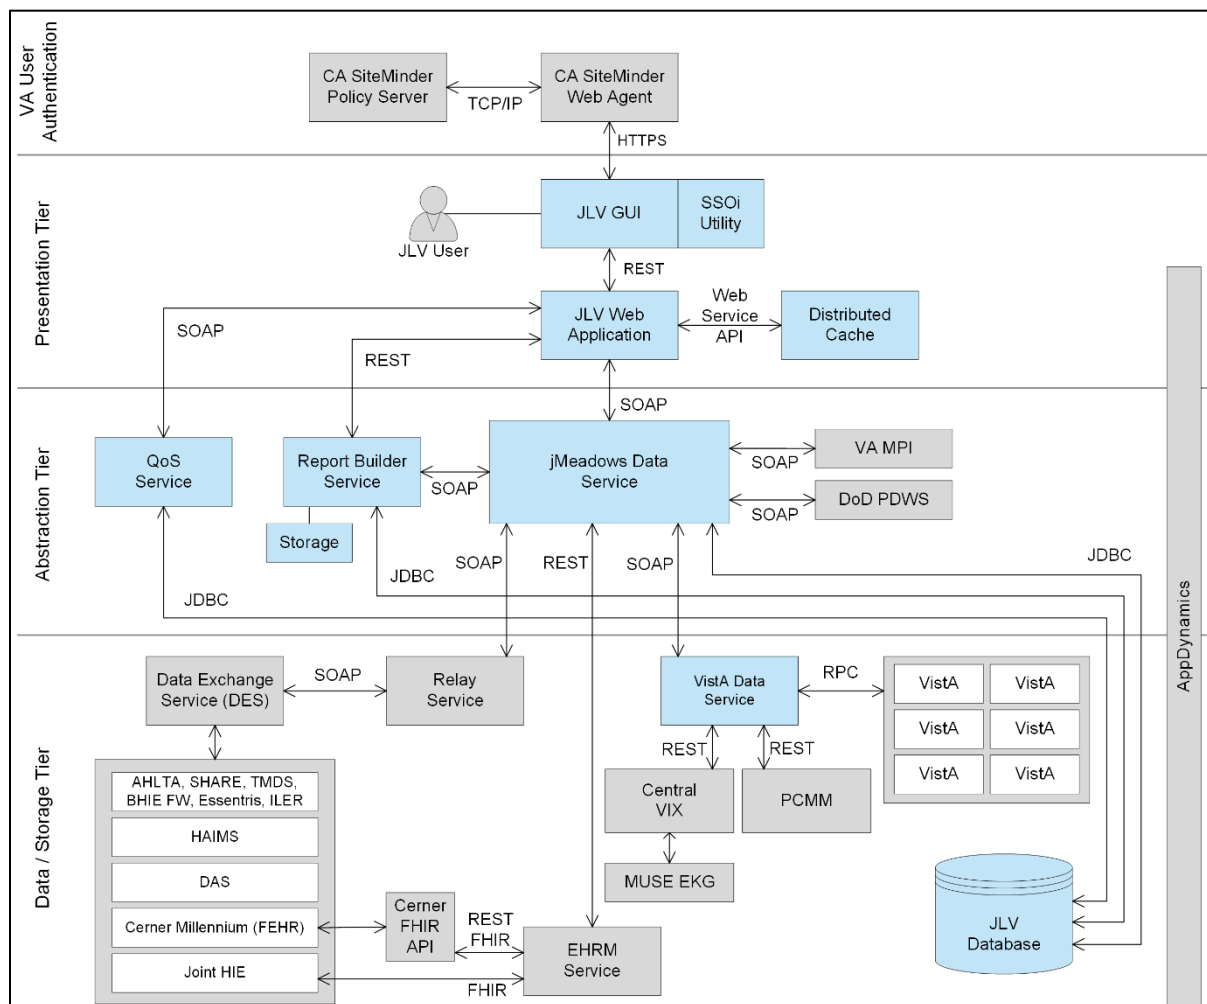 VA User
Authentication
CA SiteMinder
Policy Server
TCP/IP
CA SiteMinder
Web Agent
HTTPS
Presentation Tier
JLV User
JLV GUI
SSOi
Utility
REST
SOAP
REST
JLV Web
Application
Web
Service
API
Distributed
Cache
SOAP
Abstraction Tier
QoS
Service
Report Builder
Service
Storage
SOAP
jMeadows Data
Service
SOAP
VA MPI
SOAP
DoD PDWS
JDBC
JDBC
SOAP
REST
SOAP
JDBC
AppDynamics
Data / Storage Tier
Data Exchange
Service (DES)
SOAP
Relay
Service
VistA Data
Service
RPC
VistA
VistA
VistA
VistA
VistA
VistA
REST
REST
Central
VIX
PCMM
MUSE EKG
AHLTA, SHARE, TMDS,
BHIE FW, Essentris, ILER
HAIMS
DAS
Cerner Millennium (FEHR)
Joint HIE
Cerner
FHIR
API
REST
FHIR
FHIR
EHRM
Service
JLV
Database